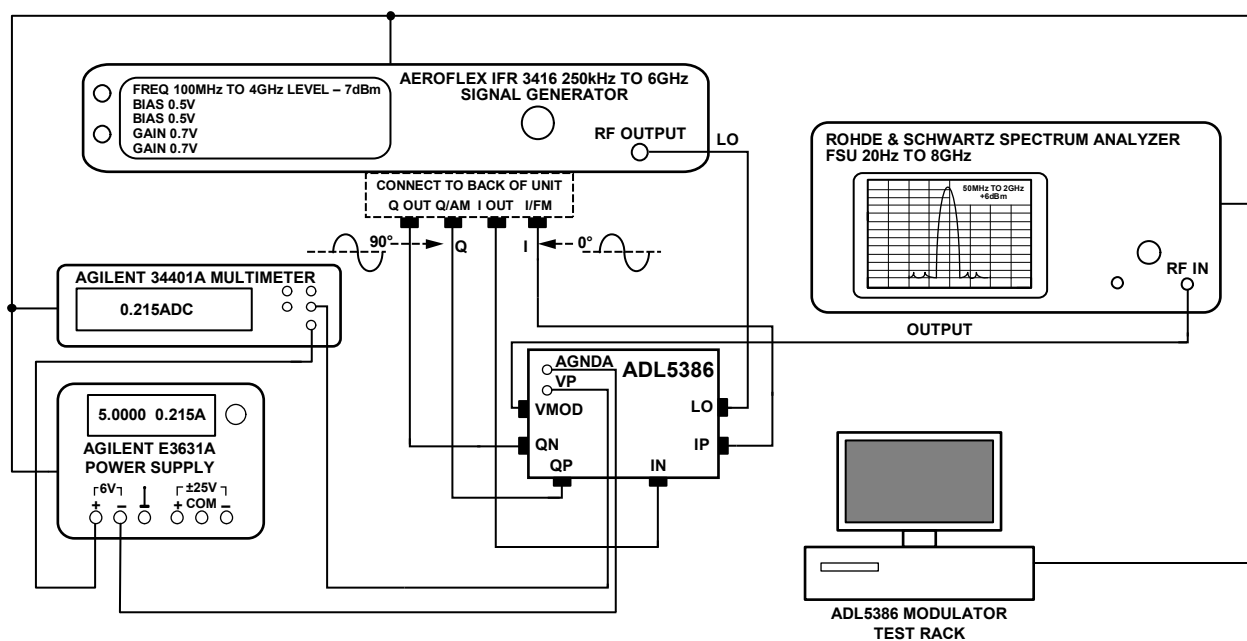 AEROFLEX IFR 3416 250kHz TO 6GHz
SIGNAL GENERATOR
FREQ 100MHz TO 4GHz LEVEL – 7dBm
BIAS 0.5V
BIAS 0.5V
GAIN 0.7V
GAIN 0.7V
RF OUTPUT
LO
CONNECT TO BACK OF UNIT
Q OUT Q/AM I OUT I/FM
90°
Q
I
0°
ROHDE & SCHWARTZ SPECTRUM ANALYZER
FSU 20Hz TO 8GHz
50MHz TO 2GHz
+6dBm
RF IN
AGILENT 34401A MULTIMETER
0.215ADC
OUTPUT
5.0000 0.215A
AGILENT E3631A
POWER SUPPLY
6V
±25V
+ – + COM –
AGNDA
VP
ADL5386
VMOD
LO
QN
IP
QP
IN
ADL5386 MODULATOR
TEST RACK